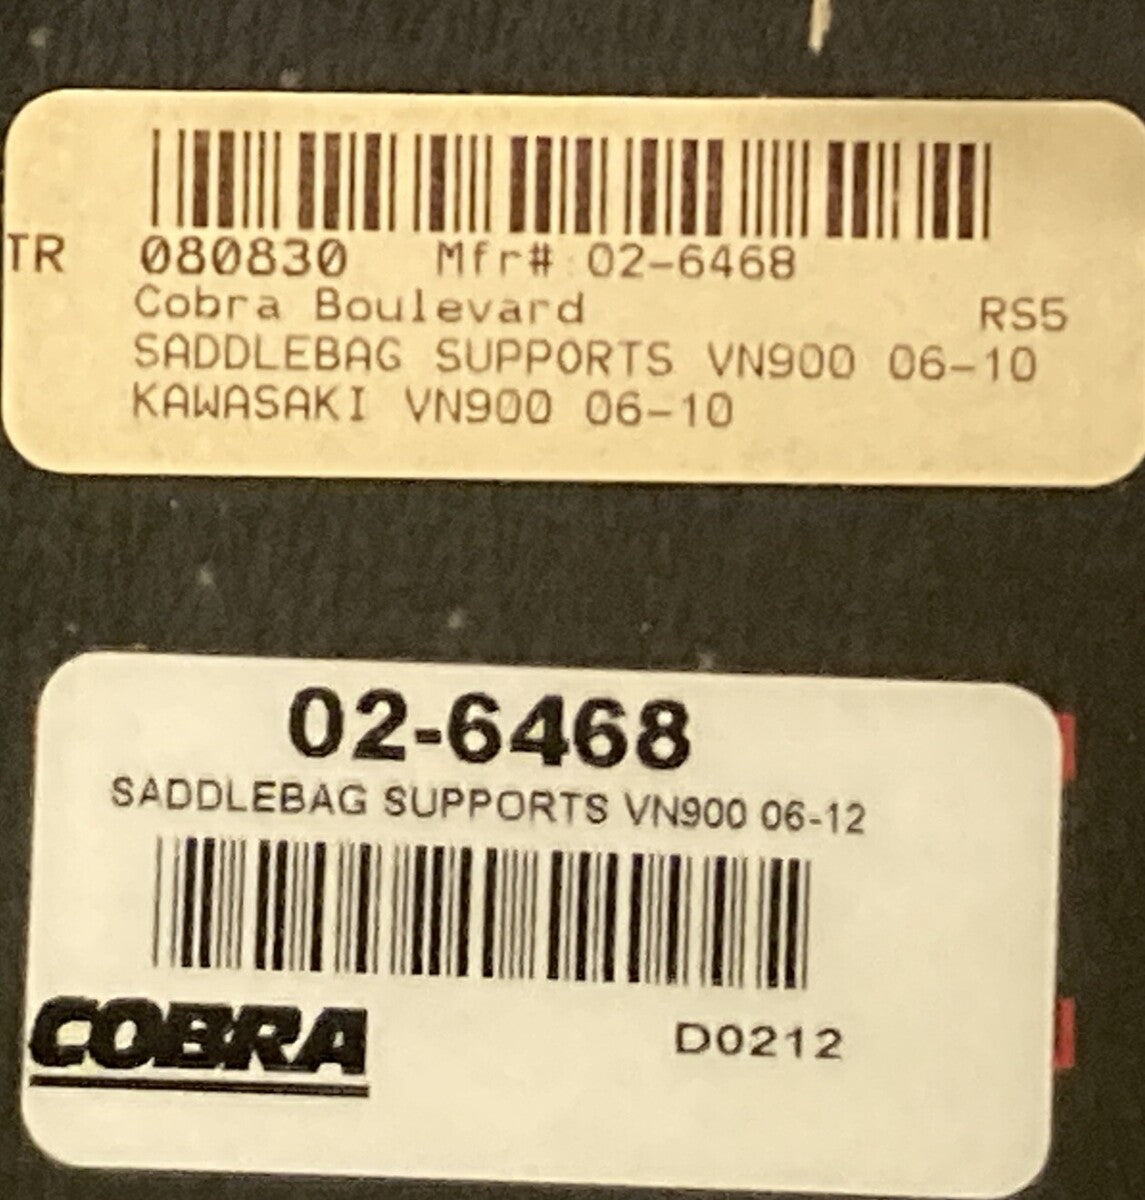 TR 080830 Mfr# 02-6468
Cobra Boulevard RS5
SADDLEBAG SUPPORTS VN900 06-10
KAWASAKI VN900 06-10
02-6468
SADDLEBAG SUPPORTS VN900 06-12
COBRA D0212